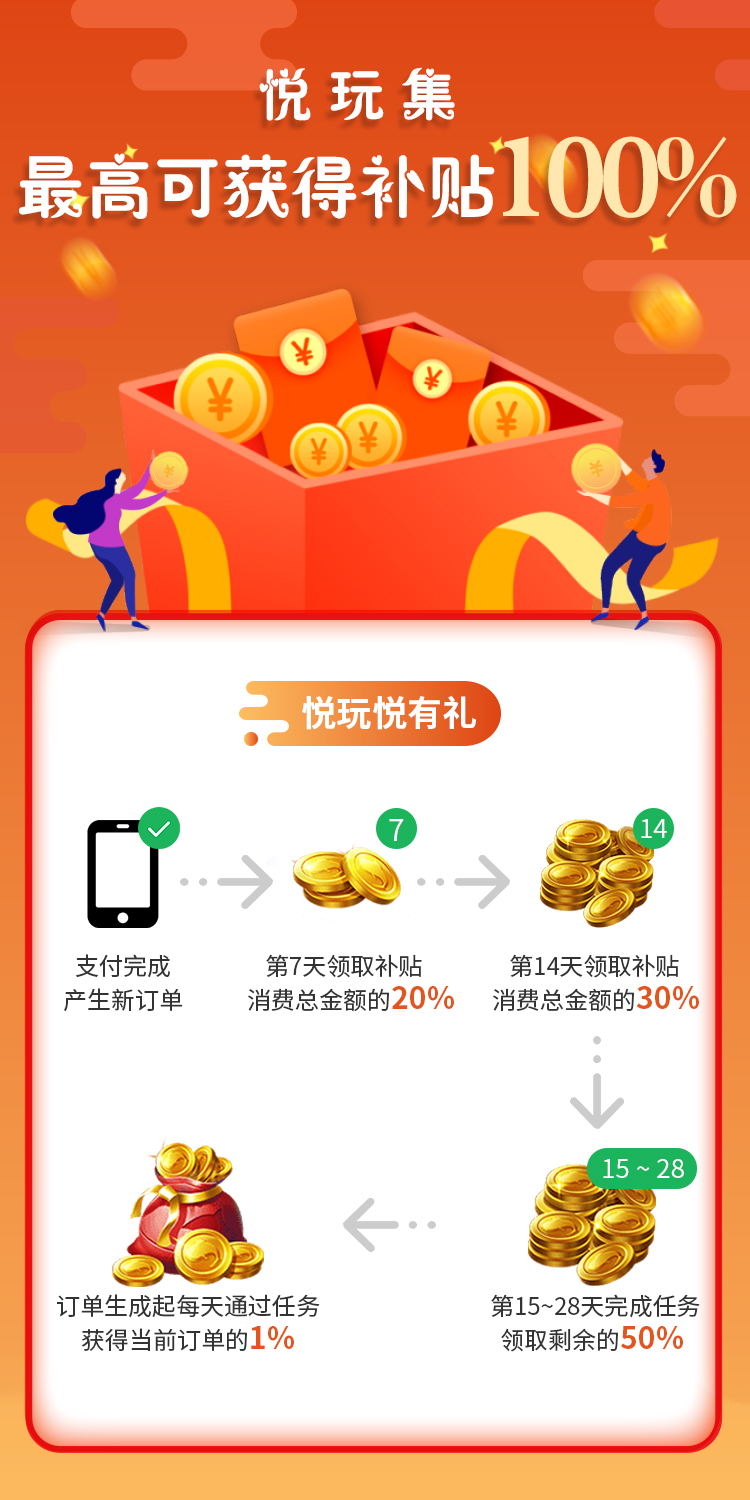 悦玩集
最高可获得补贴100%
¥
¥
¥
¥
¥
¥
¥
¥
悦玩悦有礼
7
14
支付完成
产生新订单
第7天领取补贴
消费总金额的20%
第14天领取补贴
消费总金额的30%
15 ~ 28
订单生成起每天通过任务
获得当前订单的1%
第15~28天完成任务
领取剩余的50%